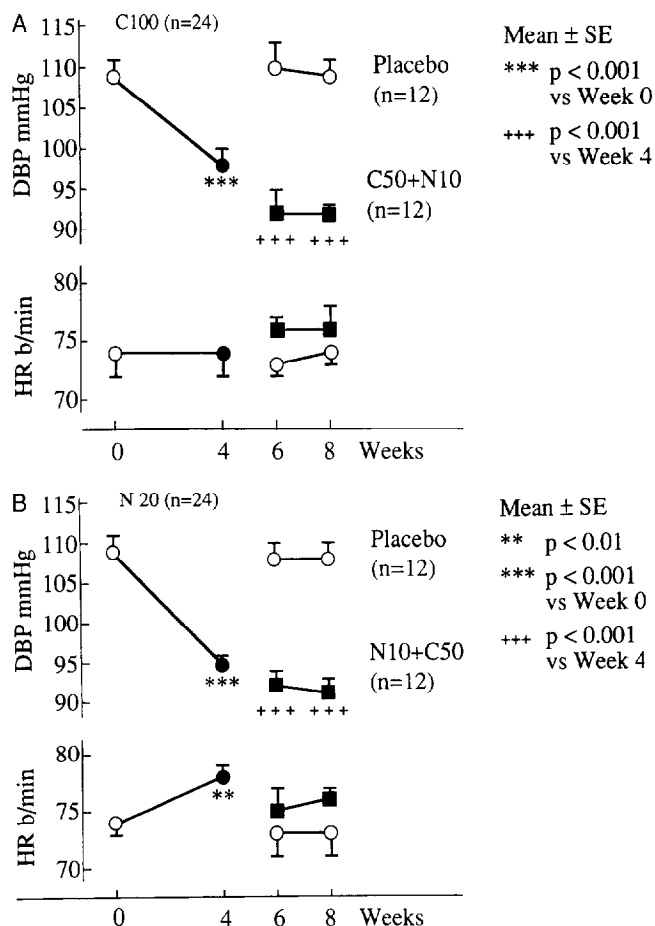 A
C100 (n=24)
115
110
105
100
95
90
DBP mmHg
Placebo
(n=12)
C50+N10
(n=12)
***
+++ +++
Mean ± SE
*** p < 0.001
vs Week 0
+++ p < 0.001
vs Week 4
80
75
70
HR b/min
0 4 6 8 Weeks
B
N 20 (n=24)
115
110
105
100
95
90
DBP mmHg
Placebo
(n=12)
N10+C50
(n=12)
***
+++ +++
Mean ± SE
** p < 0.01
*** p < 0.001
vs Week 0
+++ p < 0.001
vs Week 4
80
75
70
HR b/min
**
0 4 6 8 Weeks